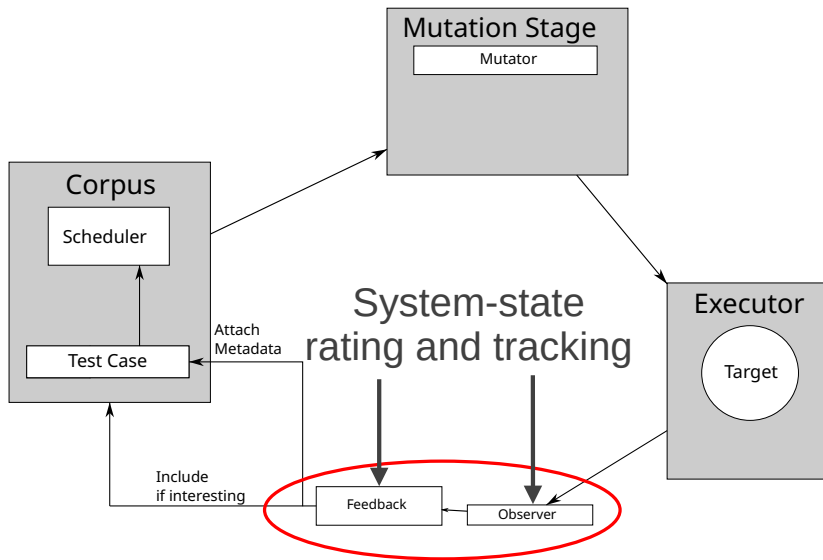 Mutation Stage
Mutator
Corpus
Scheduler
Test Case
Attach
Metadata
System-state
rating and tracking
Executor
Target
Include
if interesting
Feedback
Observer